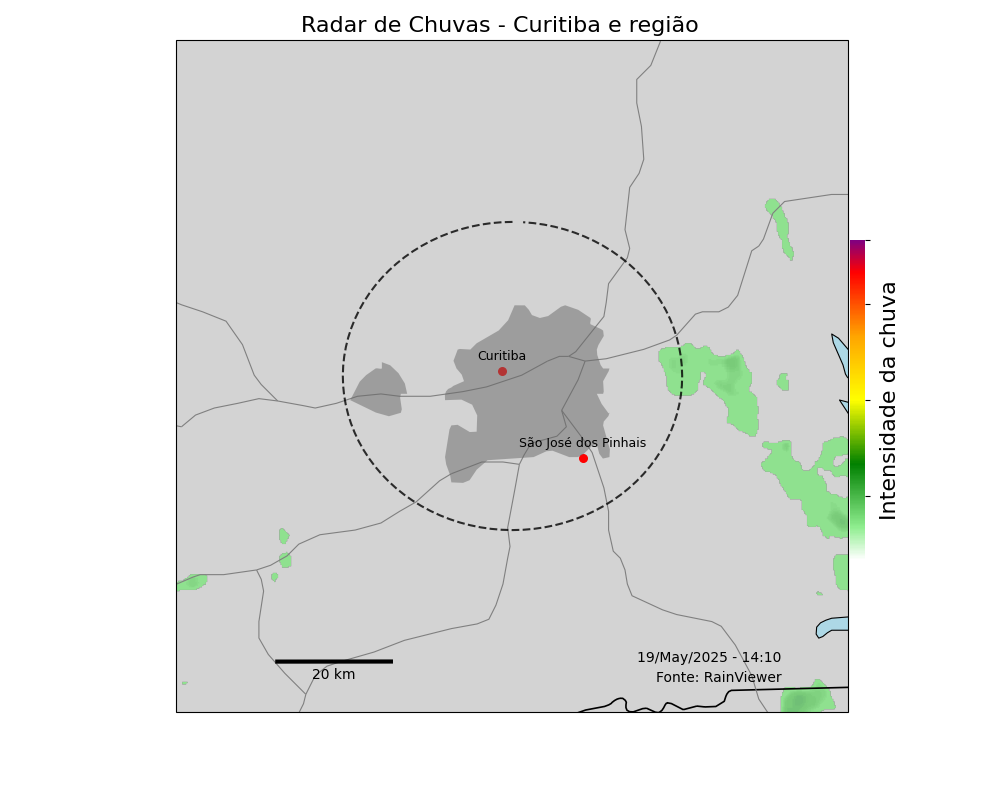 Radar de Chuvas - Curitiba e região
Curitiba
São José dos Pinhais
Intensidade da chuva
19/May/2025 - 14:10
Fonte: RainViewer
20 km